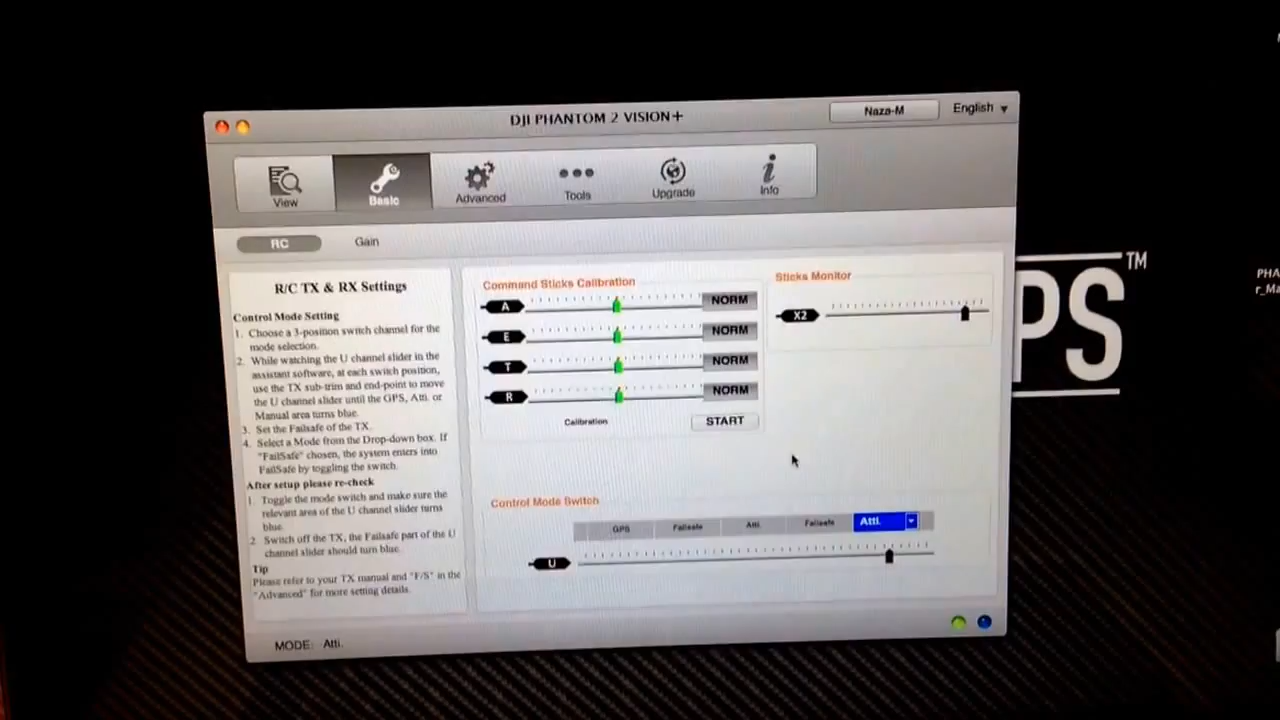 DJI PHANTOM 2 VISION+
Naza-M
English
View
Basic
Advanced
Tools
Upgrade
Info
RC
Gain
R/C TX & RX Settings
Control Mode Setting
1. Choose a 3-position switch channel for the
mode selection.
2. While watching the U channel slider in the
assistant software, at each switch position,
use the TX sub-trim and end-point to move
the U channel slider until the GPS, Atti. or
Manual area turns blue.
3. Set the Failsafe of the TX.
4. Select a Mode from the Drop-down box. If
"FailSafe" chosen, the system enters into
FailSafe by toggling the switch.
After setup please re-check
1. Toggle the mode switch and make sure the
relevant area of the U channel slider turns
blue.
2. Switch off the TX, the Failsafe part of the U
channel slider should turn blue.
Tip
Please refer to your TX manual and "F/S" in the
"Advanced" for more setting details.
Command Sticks Calibration
A NORM
E NORM
T NORM
R NORM
Calibration START
Sticks Monitor
X2
Control Mode Switch
GPS Failsafe Atti. Failsafe Atti.
U
MODE: Atti.
PS™
PHA
r_Ma